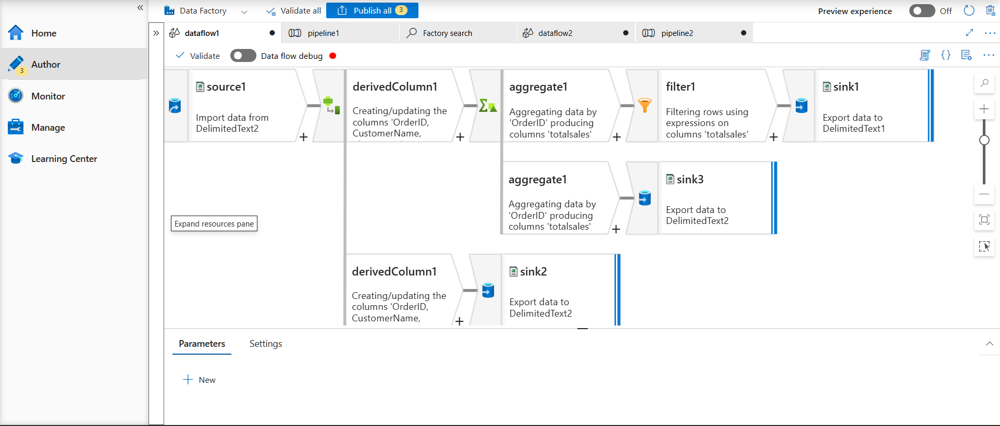 Data Factory
Validate all
Publish all 3
Preview experience
Off
Home
Author
3
Monitor
Manage
Learning Center
dataflow1
pipeline1
Factory search
dataflow2
pipeline2
Validate
Data flow debug
source1
Import data from
DelimitedText2
derivedColumn1
Creating/updating the
columns 'OrderID,
CustomerName,
aggregate1
Aggregating data by
'OrderID' producing
columns 'totalsales'
filter1
Filtering rows using
expressions on
columns 'totalsales'
sink1
Export data to
DelimitedText1
aggregate1
Aggregating data by
'OrderID' producing
columns 'totalsales'
sink3
Export data to
DelimitedText2
Expand resources pane
derivedColumn1
Creating/updating the
columns 'OrderID,
CustomerName,
sink2
Export data to
DelimitedText2
Parameters
Settings
New